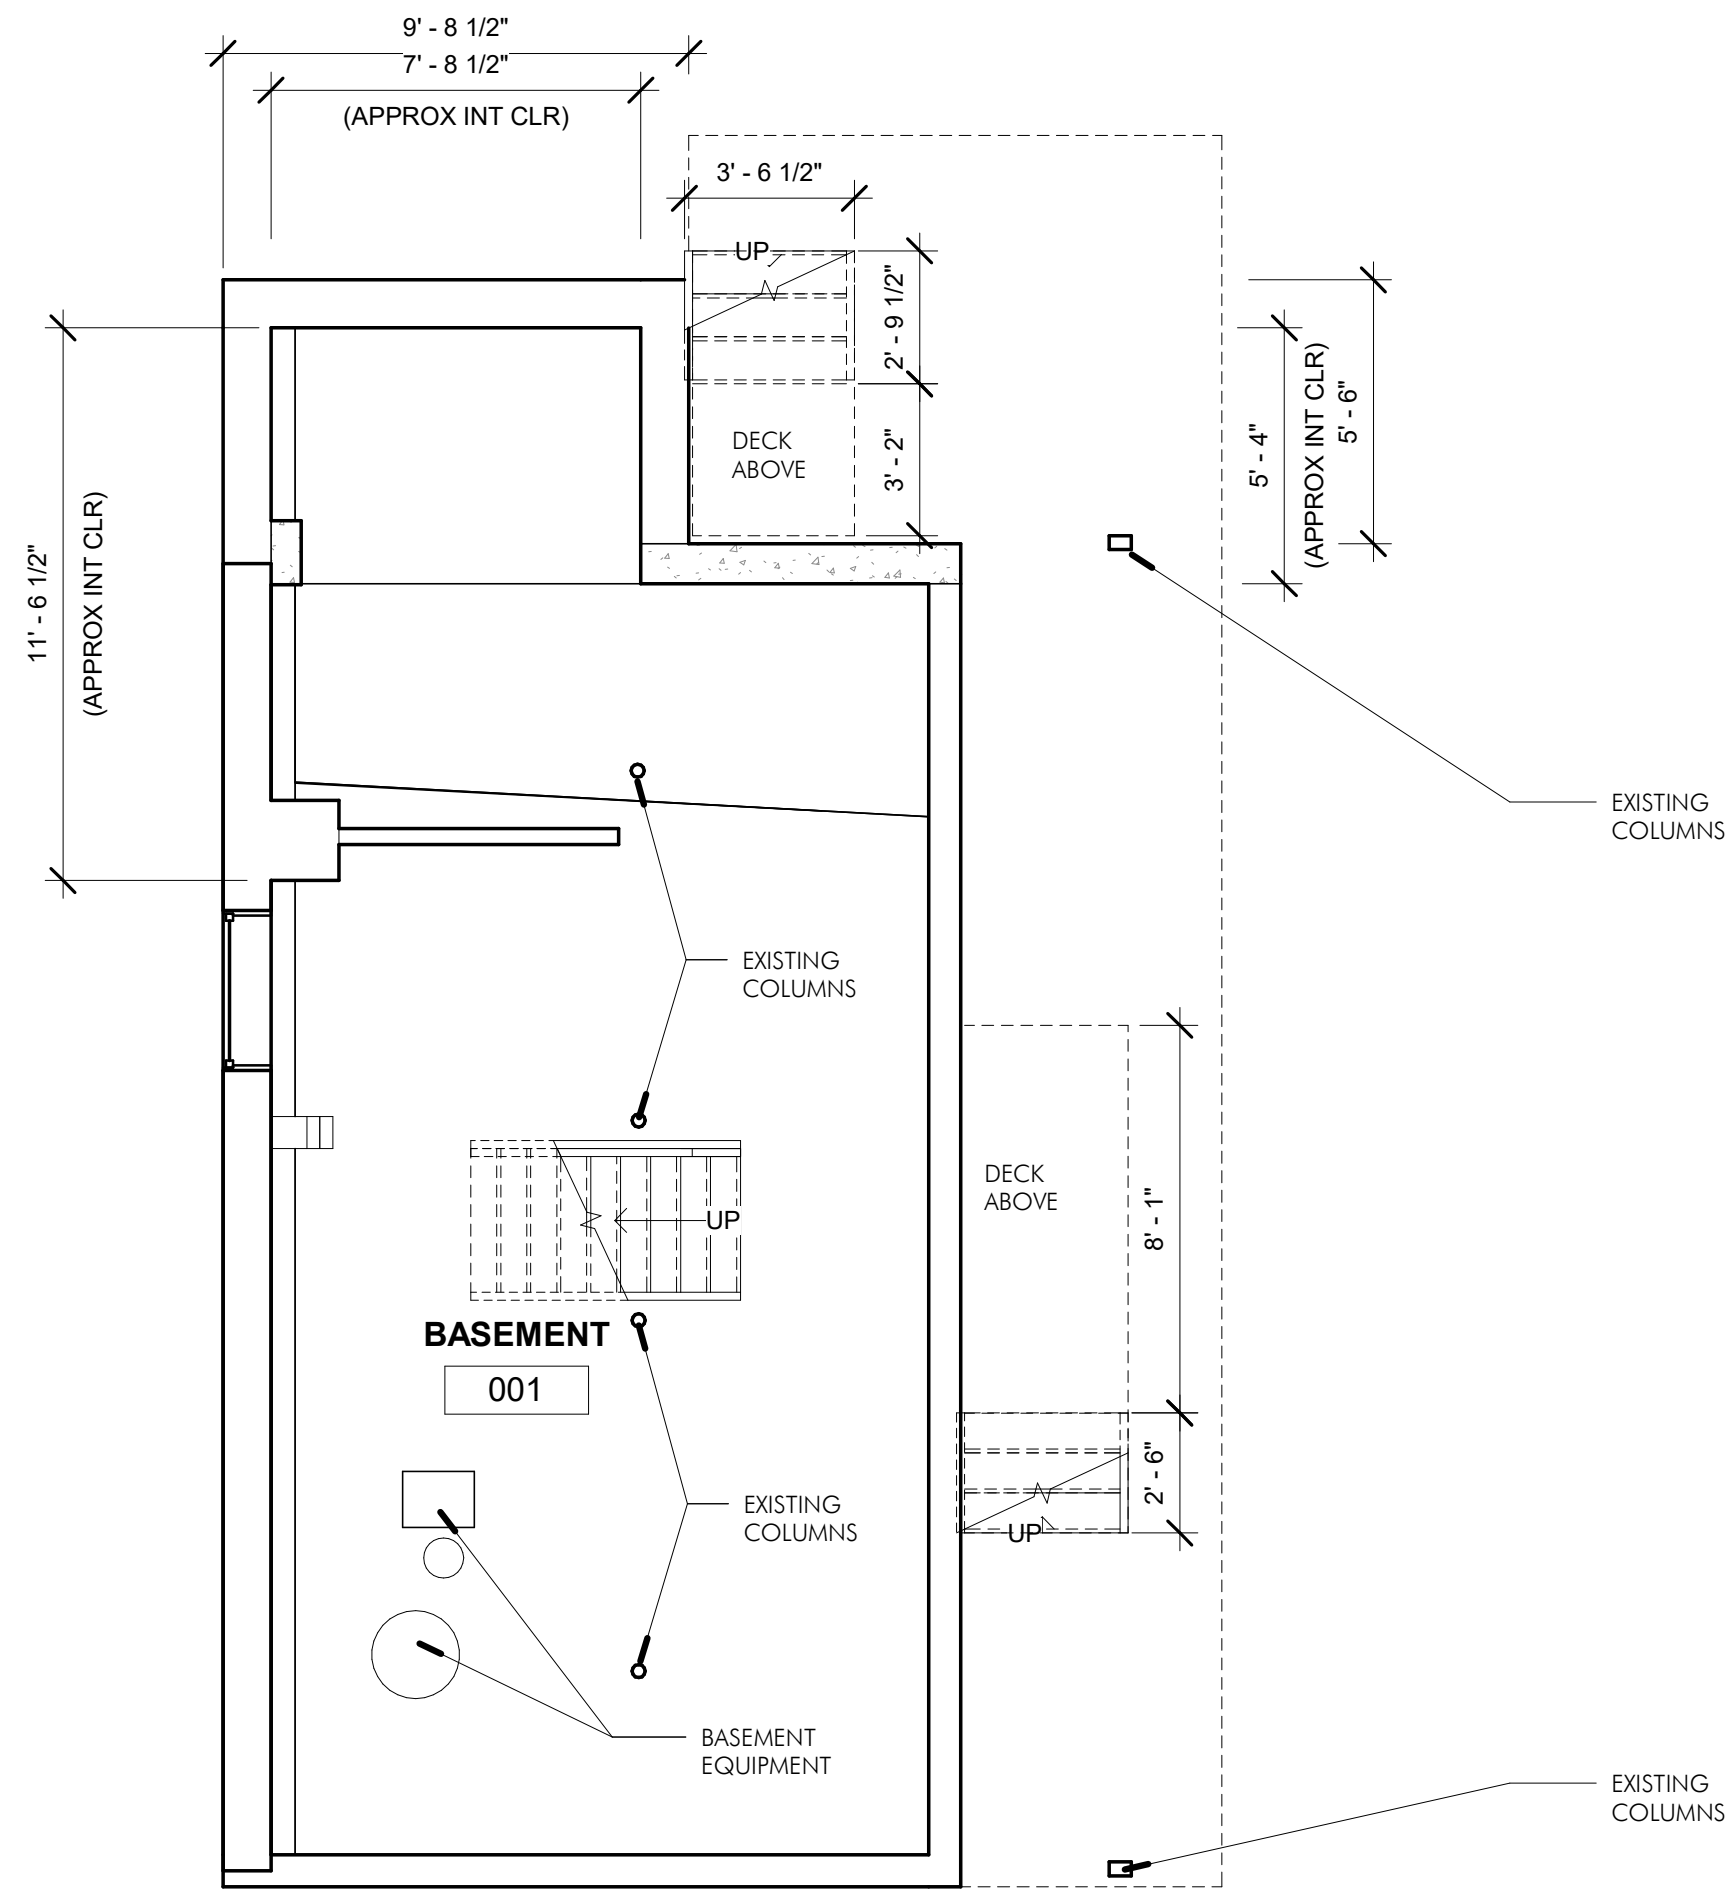 9' - 8 1/2"
7' - 8 1/2"
(APPROX INT CLR)
3' - 6 1/2"
UP
2' - 9 1/2"
3' - 2"
DECK
ABOVE
5' - 4"
(APPROX INT CLR)
5' - 6"
11' - 6 1/2"
(APPROX INT CLR)
EXISTING
COLUMNS
EXISTING
COLUMNS
DECK
ABOVE
8' - 1"
UP
BASEMENT
001
2' - 6"
UP
EXISTING
COLUMNS
BASEMENT
EQUIPMENT
EXISTING
COLUMNS